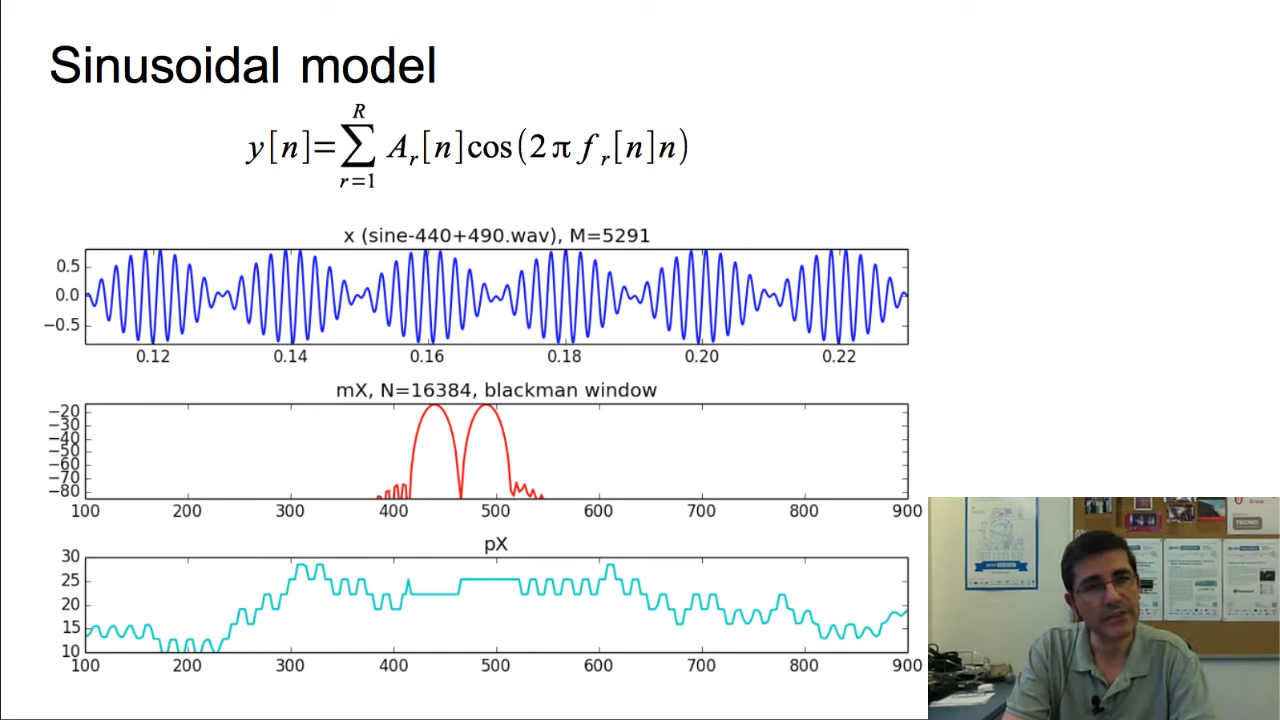 Sinusoidal model
R
y[n]=∑ A_r[n]cos(2π f_r[n]n)
r=1
x (sine-440+490.wav), M=5291
0.5
0.0
−0.5
0.12 0.14 0.16 0.18 0.20 0.22
mX, N=16384, blackman window
−20
−30
−40
−50
−60
−70
−80
100 200 300 400 500 600 700 800 900
pX
30
25
20
15
10
100 200 300 400 500 600 700 800 900
TECNIO